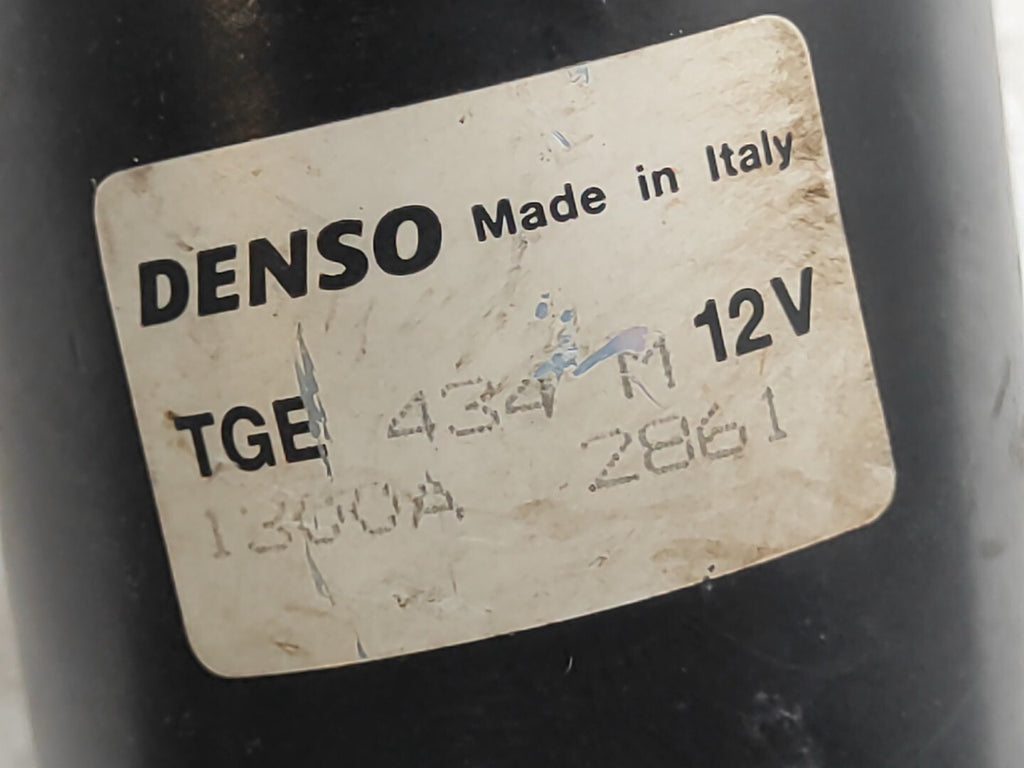 DENSO Made in Italy
TGE 434 M 12V
1300A 2861